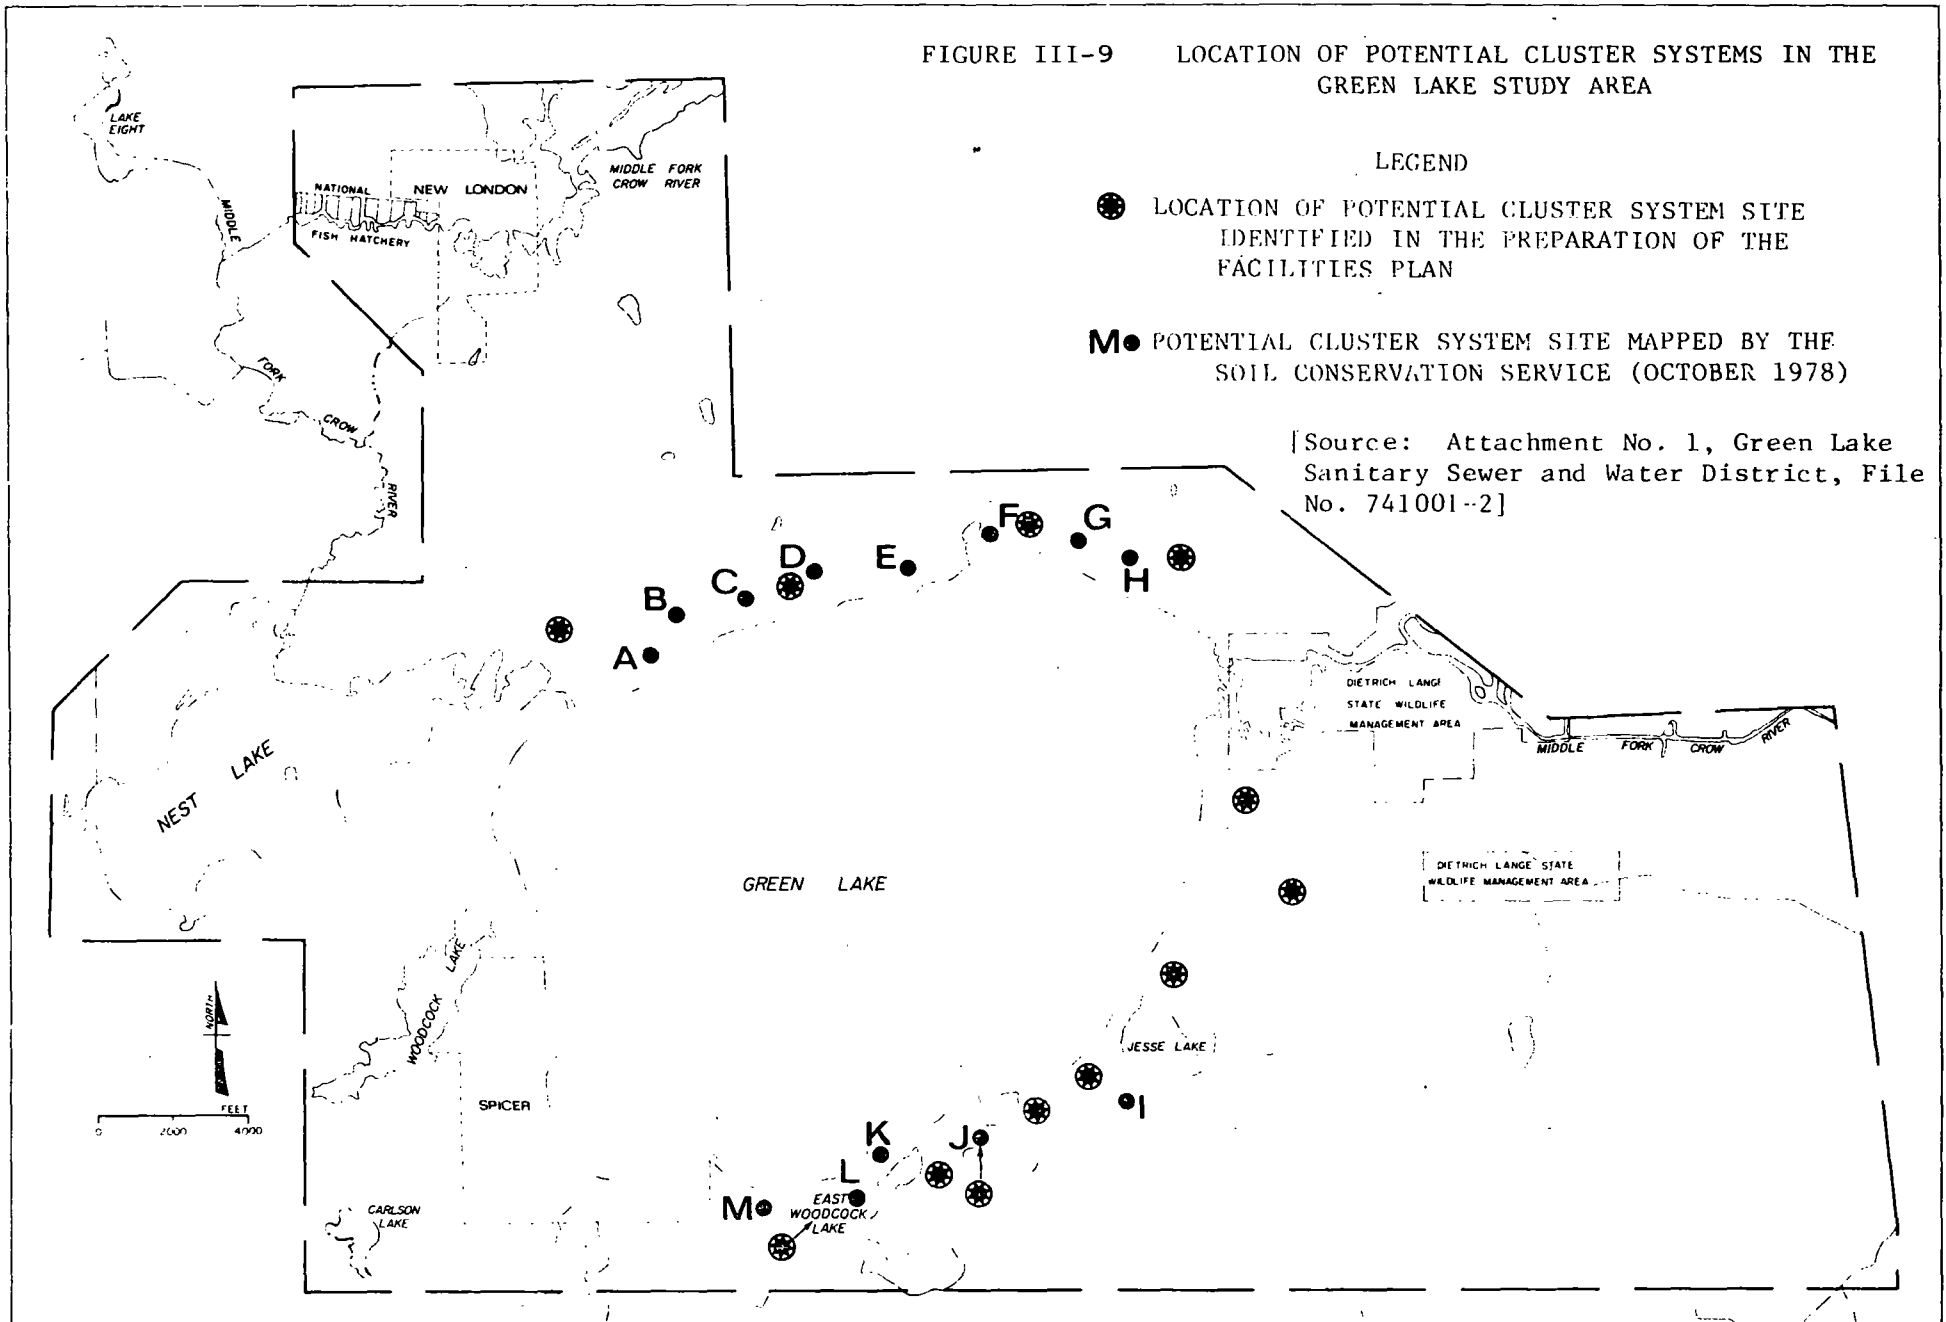 FIGURE III-9 LOCATION OF POTENTIAL CLUSTER SYSTEMS IN THE
GREEN LAKE STUDY AREA
LEGEND
LOCATION OF POTENTIAL CLUSTER SYSTEM SITE
IDENTIFIED IN THE PREPARATION OF THE
FACILITIES PLAN
M POTENTIAL CLUSTER SYSTEM SITE MAPPED BY THE
SOIL CONSERVATION SERVICE (OCTOBER 1978)
[Source: Attachment No. 1, Green Lake
Sanitary Sewer and Water District, File
No. 741001--2]
LAKE
EIGHT
MIDDLE FORK
CROW RIVER
NATIONAL
NEW LONDON
FISH HATCHERY
MIDDLE
FORK
CROW
RIVER
F
G
D
E
H
C
B
A
DIETRICH LANGE
STATE WILDLIFE
MANAGEMENT AREA
MIDDLE FORK CROW RIVER
NEST LAKE
DIETRICH LANGE STATE
WILDLIFE MANAGEMENT AREA
GREEN LAKE
WOODCOCK LAKE
NORTH
JESSE LAKE
FEET
0 2000 4000
SPICER
I
K
J
L
M
EAST
WOODCOCK
LAKE
CARLSON
LAKE